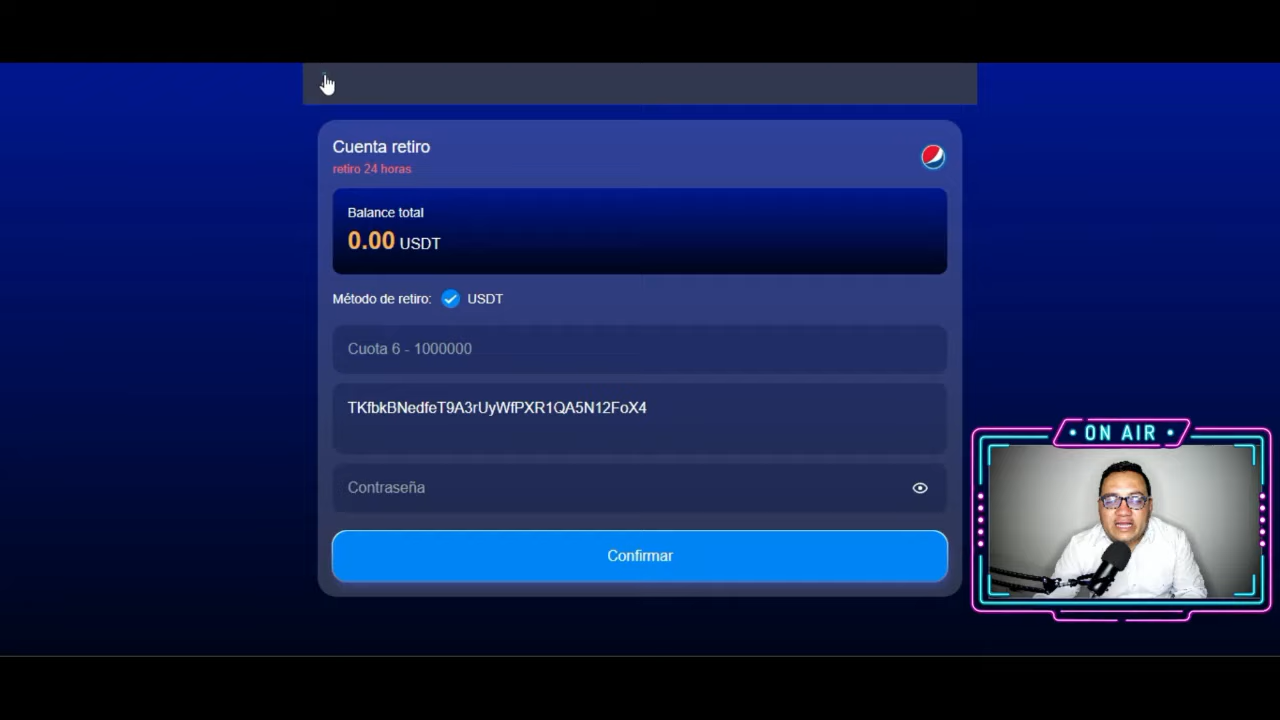 Cuenta retiro
retiro 24 horas
Balance total
0.00 USDT
Método de retiro: USDT
Cuota 6 - 1000000
TKfbkBNedfeT9A3rUyWfPXR1QA5N12FoX4
Contraseña
Confirmar
• ON AIR •